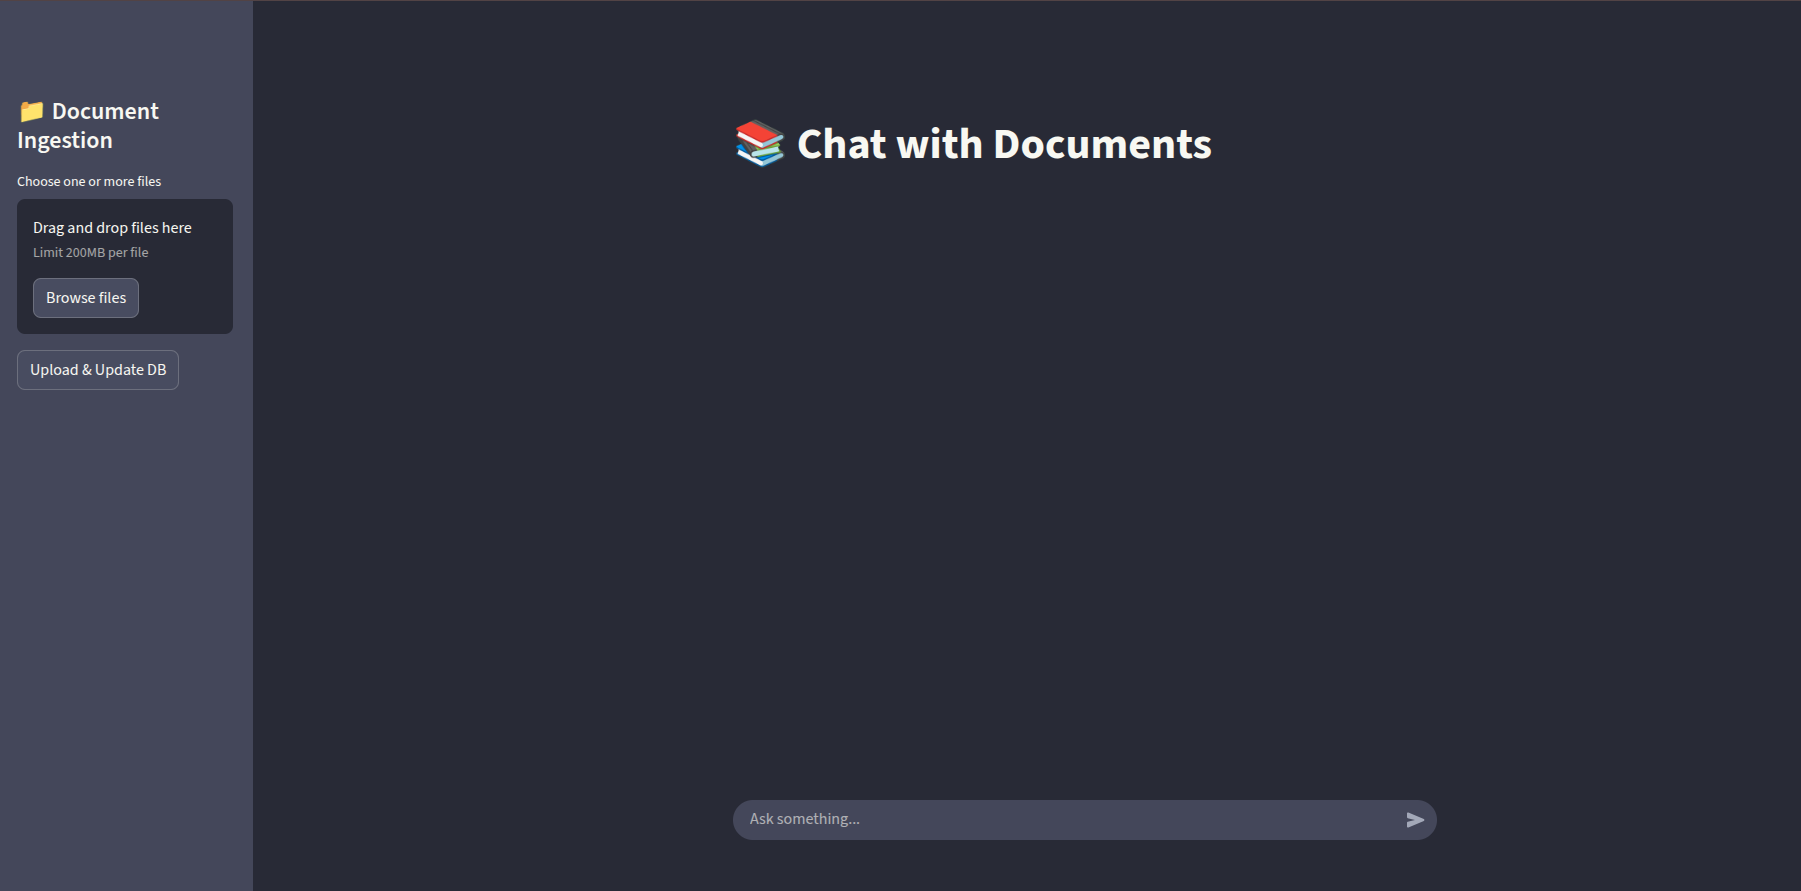 📁 Document
Ingestion
Choose one or more files
Drag and drop files here
Limit 200MB per file
Browse files
Upload & Update DB
📚 Chat with Documents
Ask something...